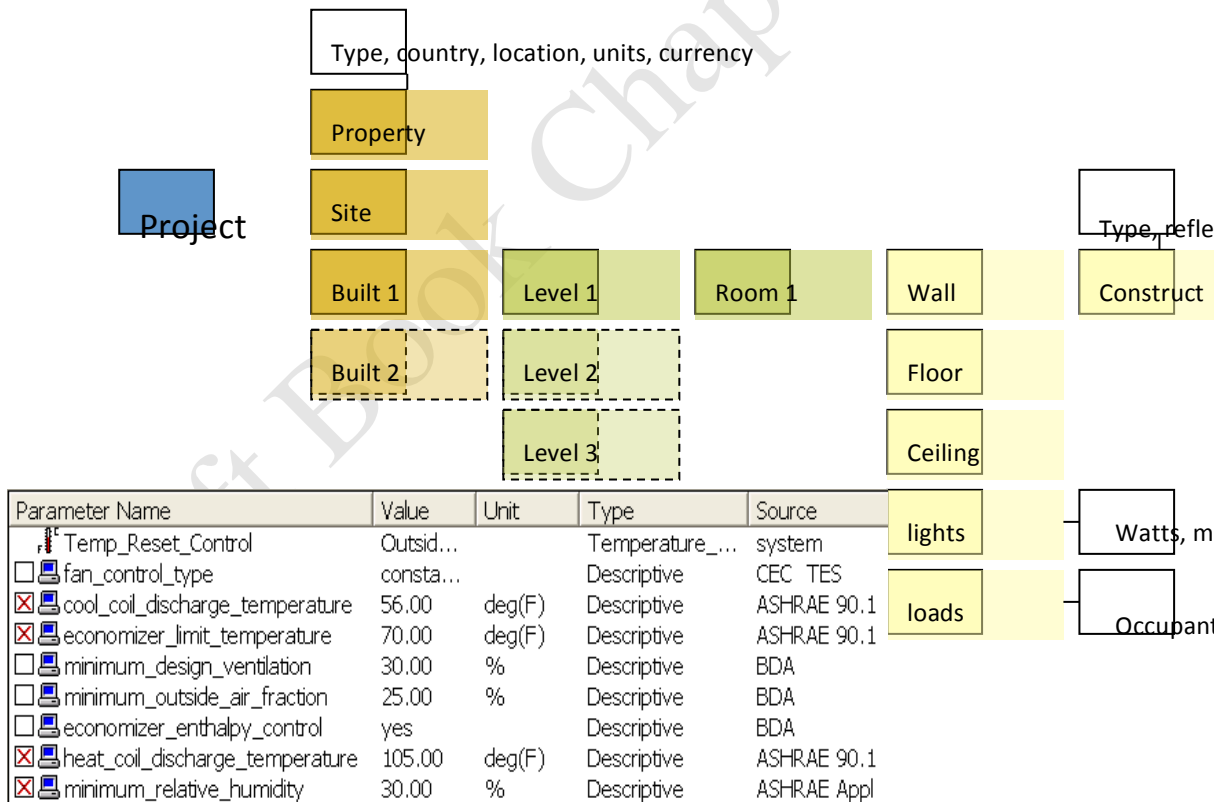 Type, country, location, units, currency
Property
Project
Site
Type, refle
Built 1
Level 1
Room 1
Wall
Construct
Built 2
Level 2
Floor
Level 3
Ceiling
lights
Watts, m
loads
Occupant
Parameter Name Value Unit Type Source
Temp_Reset_Control Outsid... Temperature_... system
fan_control_type consta... Descriptive CEC TES
cool_coil_discharge_temperature 56.00 deg(F) Descriptive ASHRAE 90.1
economizer_limit_temperature 70.00 deg(F) Descriptive ASHRAE 90.1
minimum_design_ventilation 30.00 % Descriptive BDA
minimum_outside_air_fraction 25.00 % Descriptive BDA
economizer_enthalpy_control yes Descriptive BDA
heat_coil_discharge_temperature 105.00 deg(F) Descriptive ASHRAE 90.1
minimum_relative_humidity 30.00 % Descriptive ASHRAE Appl
ft Book Chap